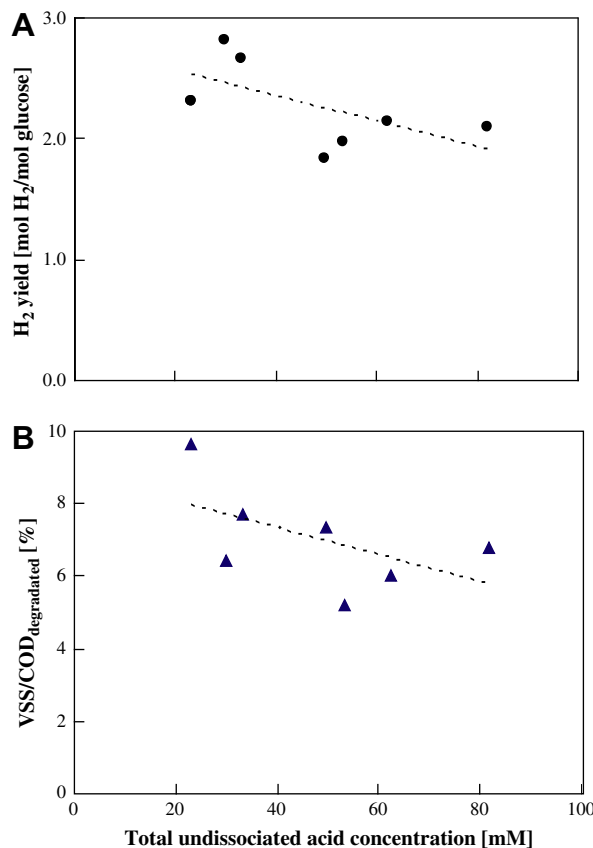 A
3.0
2.0
1.0
0.0
H₂ yield [mol H₂/mol glucose]
B
10
8
6
4
2
0
VSS/COD_degradated [%]
0 20 40 60 80 100
Total undissociated acid concentration [mM]